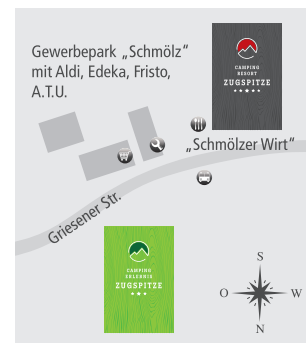 Gewerbepark „Schmölz“
mit Aldi, Edeka, Fristo,
A.T.U.
CAMPING
RESORT
ZUGSPITZE
„Schmölzer Wirt“
Griesener Str.
CAMPING
ERLEBNIS
ZUGSPITZE
S
O
W
N